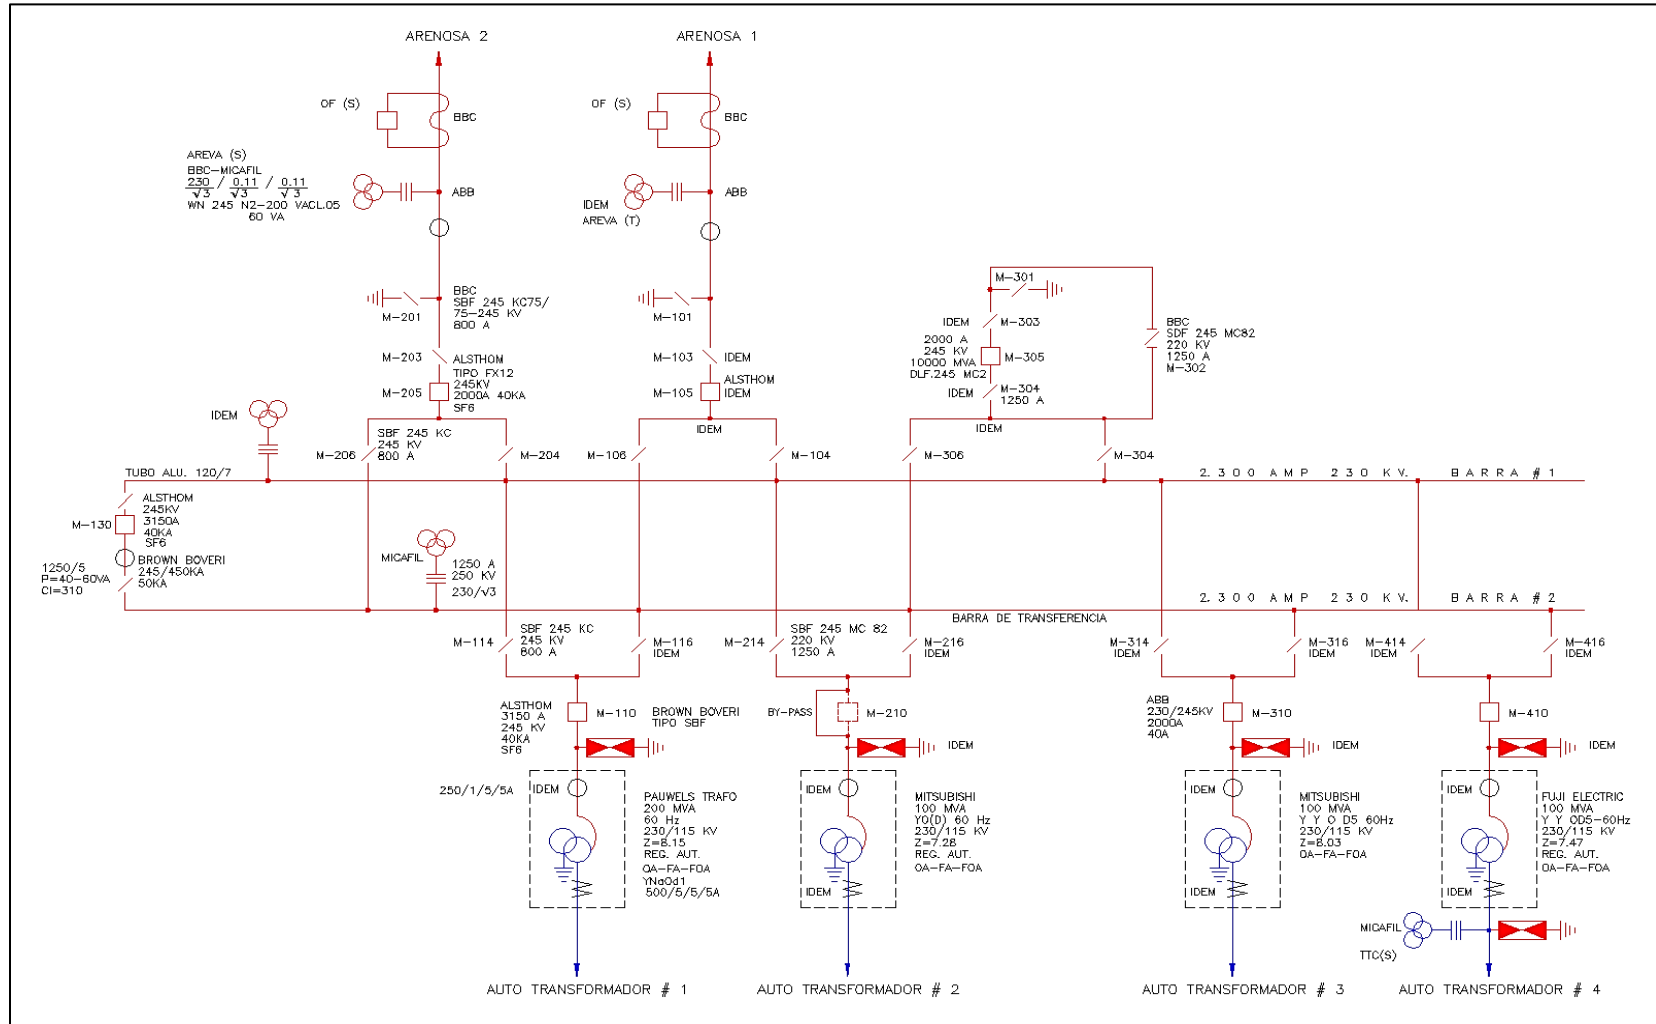 ARENOSA 2
ARENOSA 1
OF (S)
BBC
OF (S)
BBC
AREVA (S)
BBC-MICAFIL
230 / 0.11 / 0.11
√3 √3 √3
WN 245 N2-200 VACL.05
60 VA
ABB
IDEM
AREVA (T)
ABB
M-201
BBC
SBF 245 KC75/
75-245 KV
800 A
M-101
M-301
M-203
ALSTHOM
TIPO FX12
245KV
2000A 40KA
SF6
M-205
M-103
IDEM
M-105
ALSTHOM
IDEM
IDEM
IDEM
M-303
2000 A
245 KV
10000 MVA
DLF.245 MC2
M-305
IDEM
M-304
1250 A
IDEM
BBC
SDF 245 MC82
220 KV
1250 A
M-302
IDEM
M-206
SBF 245 KC
245 KV
800 A
M-204
M-106
M-104
M-306
M-304
TUBO ALU. 120/7
2.300 AMP 230 KV. BARRA # 1
M-130
ALSTHOM
245KV
3150A
40KA
SF6
1250/5
P=40-60VA
CI=310
BROWN BOVERI
245/450KA
50KA
MICAFIL
1250 A
250 KV
230/√3
2.300 AMP 230 KV. BARRA # 2
BARRA DE TRANSFERENCIA
M-114
SBF 245 KC
245 KV
800 A
M-116
IDEM
M-214
SBF 245 MC 82
220 KV
1250 A
M-216
IDEM
M-314
IDEM
M-316
IDEM
M-414
IDEM
M-416
IDEM
ALSTHOM
3150 A
245 KV
40KA
SF6
M-110
BROWN BOVERI
TIPO SBF
BY-PASS
M-210
IDEM
ABB
230/245KV
2000A
40A
M-310
IDEM
M-410
IDEM
250/1/5/5A
IDEM
PAUWELS TRAFO
200 MVA
60 Hz
230/115 KV
Z=8.15
REG. AUT.
OA-FA-FOA
YNaOd1
500/5/5/5A
IDEM
MITSUBISHI
100 MVA
YO(D) 60 Hz
230/115 KV
Z=7.28
REG. AUT.
OA-FA-FOA
IDEM
IDEM
MITSUBISHI
100 MVA
Y Y O D5 60Hz
230/115 KV
Z=8.03
OA-FA-FOA
IDEM
IDEM
FUJI ELECTRIC
100 MVA
Y Y OD5-60Hz
230/115 KV
Z=7.47
REG. AUT.
OA-FA-FOA
IDEM
MICAFIL
TTC(S)
AUTO TRANSFORMADOR # 1
AUTO TRANSFORMADOR # 2
AUTO TRANSFORMADOR # 3
AUTO TRANSFORMADOR # 4